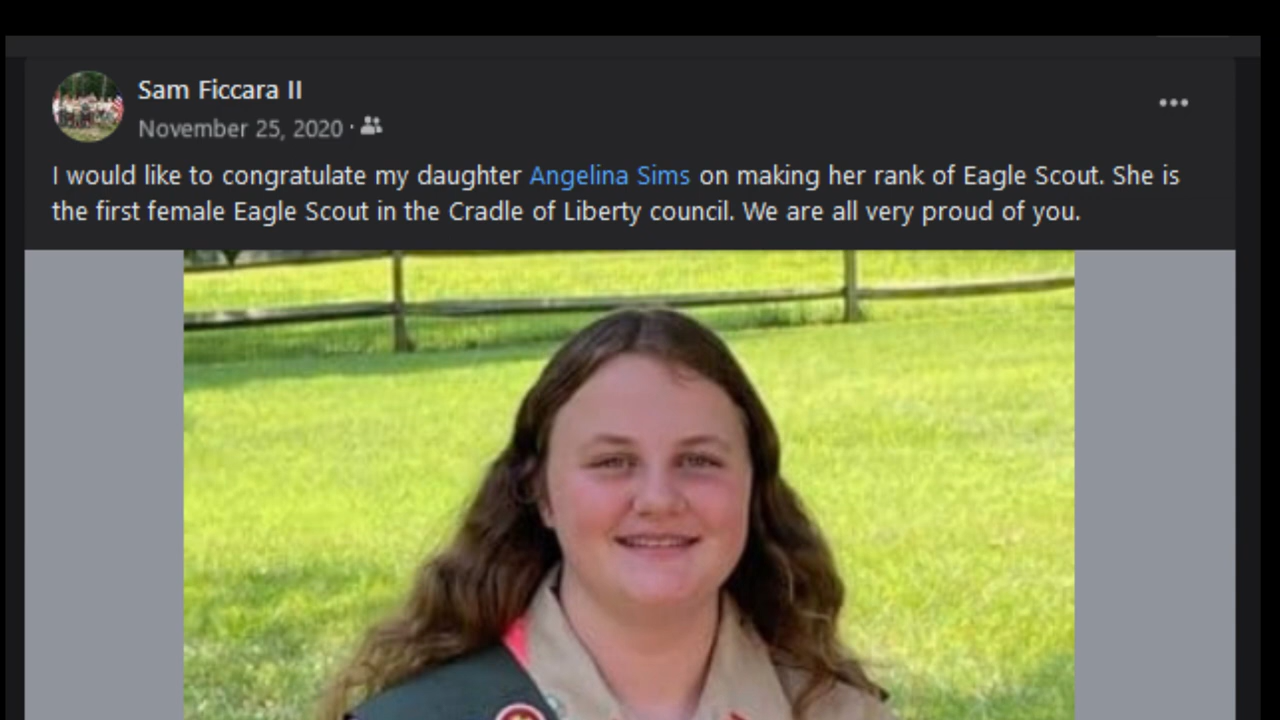 Sam Ficcara II
November 25, 2020 ·
I would like to congratulate my daughter Angelina Sims on making her rank of Eagle Scout. She is
the first female Eagle Scout in the Cradle of Liberty council. We are all very proud of you.